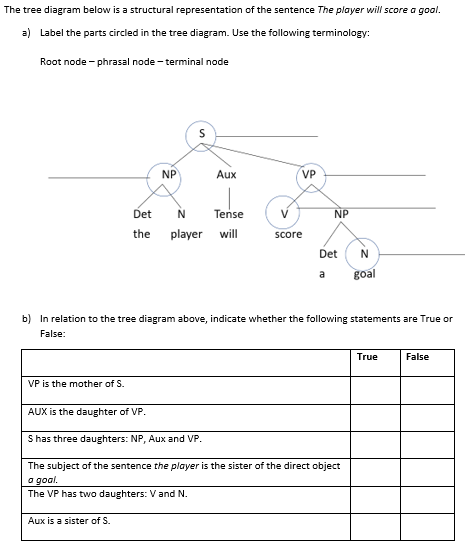 The tree diagram below is a structural representation of the sentence The player will score a goal.
a) Label the parts circled in the tree diagram. Use the following terminology:
Root node – phrasal node – terminal node
S
NP Aux VP
Det N Tense V NP
the player will score
Det N
a goal
b) In relation to the tree diagram above, indicate whether the following statements are True or
False:
True False
VP is the mother of S.
AUX is the daughter of VP.
S has three daughters: NP, Aux and VP.
The subject of the sentence the player is the sister of the direct object
a goal.
The VP has two daughters: V and N.
Aux is a sister of S.